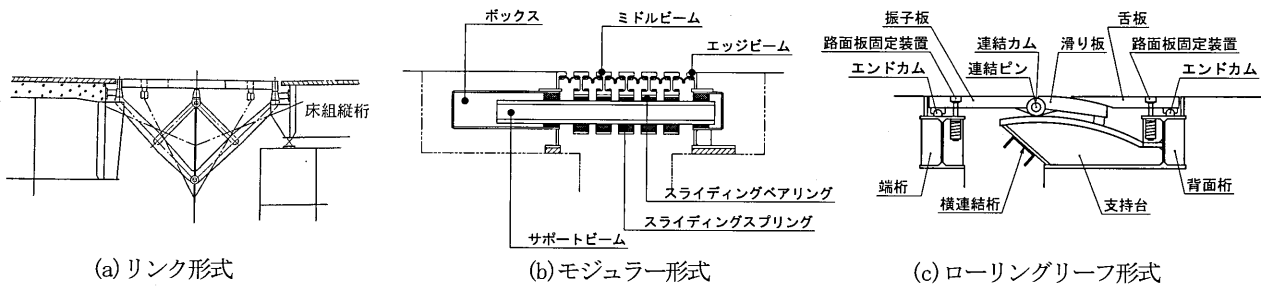 床組縦桁
(a)リンク形式
ボックス
ミドルビーム
エッジビーム
スライディングベアリング
スライディングスプリング
サポートビーム
(b)モジュラー形式
振子板
路面板固定装置
エンドカム
連結カム
連結ピン
滑り板
舌板
路面板固定装置
エンドカム
端桁
横連結桁
支持台
背面桁
(c)ローリングリーフ形式